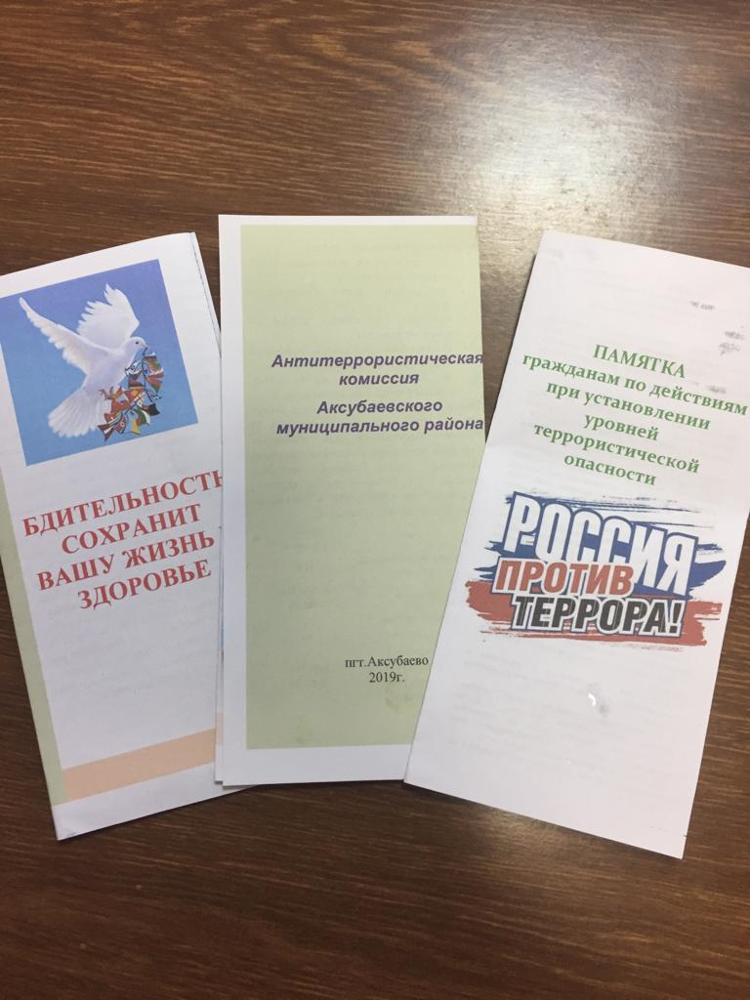 БДИТЕЛЬНОСТЬ
СОХРАНИТ
ВАШУ ЖИЗНЬ
ЗДОРОВЬЕ
Антитеррористическая
комиссия
Аксубаевского
муниципального района
пгт.Аксубаево
2019г.
ПАМЯТКА
гражданам по действиям
при установлении
уровней
террористической
опасности
РОССИЯ
ПРОТИВ
ТЕРРОРА!